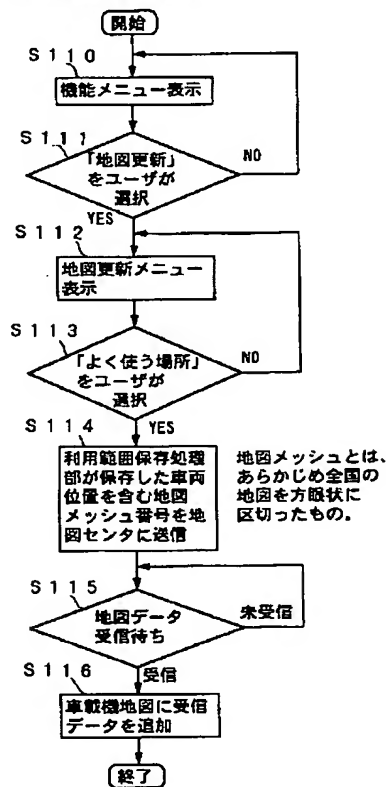 開始
S110
機能メニュー表示
S111
「地図更新」
をユーザが
選択
NO
YES
S112
地図更新メニュー
表示
S113
「よく使う場所」
をユーザが
選択
NO
YES
S114
利用範囲保存処理
部が保存した車両
位置を含む地図
メッシュ番号を地
図センタに送信
地図メッシュとは、
あらかじめ全国の
地図を方眼状に
区切ったもの。
S115
地図データ
受信待ち
未受信
受信
S116
車載機地図に受信
データを追加
終了